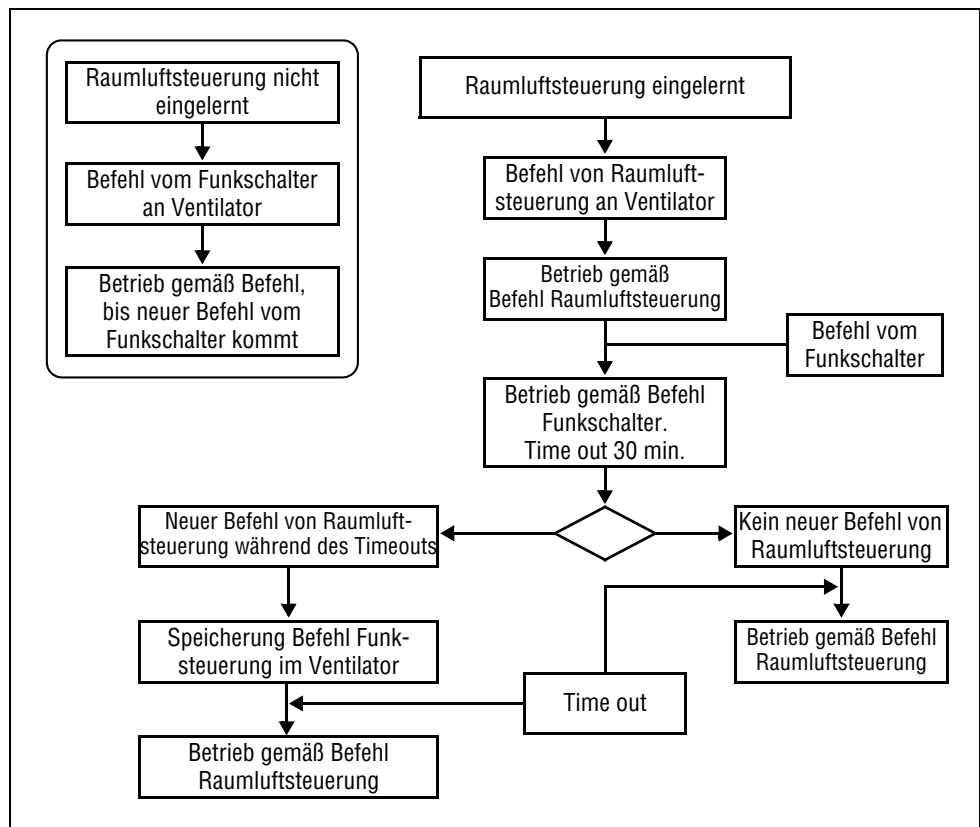 Raumluftsteuerung nicht
eingelernt
Befehl vom Funkschalter
an Ventilator
Betrieb gemäß Befehl,
bis neuer Befehl vom
Funkschalter kommt
Raumluftsteuerung eingelernt
Befehl von Raumluft-
steuerung an Ventilator
Betrieb gemäß
Befehl Raumluftsteuerung
Befehl vom
Funkschalter
Betrieb gemäß Befehl
Funkschalter.
Time out 30 min.
Neuer Befehl von Raumluft-
steuerung während des Timeouts
Kein neuer Befehl von
Raumluftsteuerung
Speicherung Befehl Funk-
steuerung im Ventilator
Betrieb gemäß Befehl
Raumluftsteuerung
Time out
Betrieb gemäß Befehl
Raumluftsteuerung